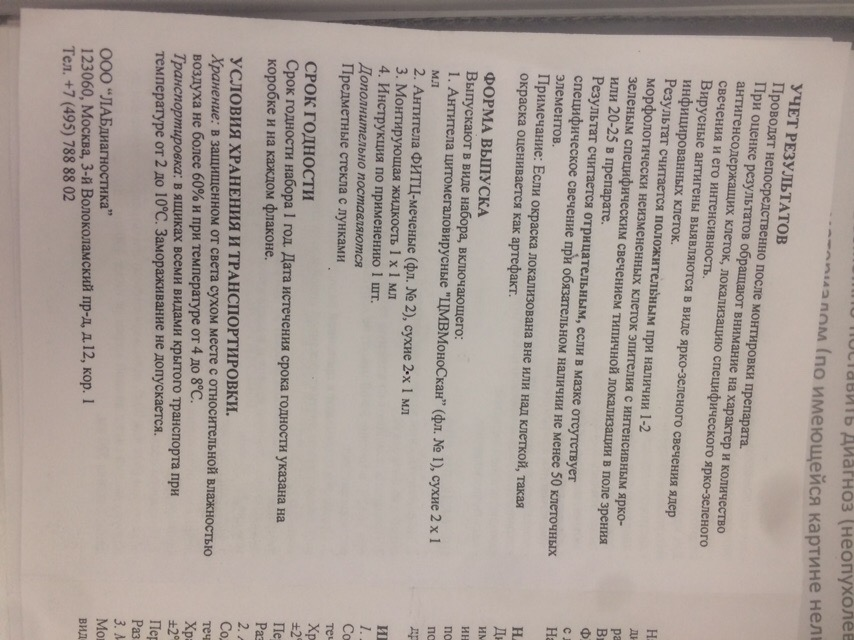 нно поставить диагноз (неопухоле
материалом (по имеющейся картине нел
УЧЕТ РЕЗУЛЬТАТОВ
Проводят непосредственно после монтировки препарата.
При оценке результатов обращают внимание на характер и количество
антигенсодержащих клеток, локализацию специфического ярко-зеленого
свечения и его интенсивность.
Вирусные антигены выявляются в виде ярко-зеленого свечения ядер
инфицированных клеток.
Результат считается положительным при наличии 1-2
морфологически неизмененных клеток эпителия с интенсивным ярко-
зеленым специфическим свечением типичной локализации в поле зрения
или 20-25 в препарате.
Результат считается отрицательным, если в мазке отсутствует
специфическое свечение при обязательном наличии не менее 50 клеточных
элементов.
Примечание: Если окраска локализована вне или над клеткой, такая
окраска оценивается как артефакт.
ФОРМА ВЫПУСКА
Выпускают в виде набора, включающего:
1. Антитела цитомегаловирусные "ЦМВМоноСкан" (фл. № 1), сухие 2 х 1
мл
2. Антитела ФИТЦ-меченые (фл. № 2), сухие 2 х 1 мл
3. Монтирующая жидкость 1 х 1 мл
4. Инструкция по применению 1 шт.
Дополнительно поставляются
Предметные стекла с лунками
СРОК ГОДНОСТИ
Срок годности набора 1 год. Дата истечения срока годности указана на
коробке и на каждом флаконе.
УСЛОВИЯ ХРАНЕНИЯ И ТРАНСПОРТИРОВКИ.
Хранение: в защищенном от света сухом месте с относительной влажностью
воздуха не более 60% и при температуре от 4 до 8°С.
Транспортировка: в ящиках всеми видами крытого транспорта при
температуре от 2 до 10°С. Замораживание не допускается.
ООО "ЛАБдиагностика"
123060, Москва, 3-й Волоколамский пр-д, д.12, кор. 1
Тел. +7 (495) 788 88 02